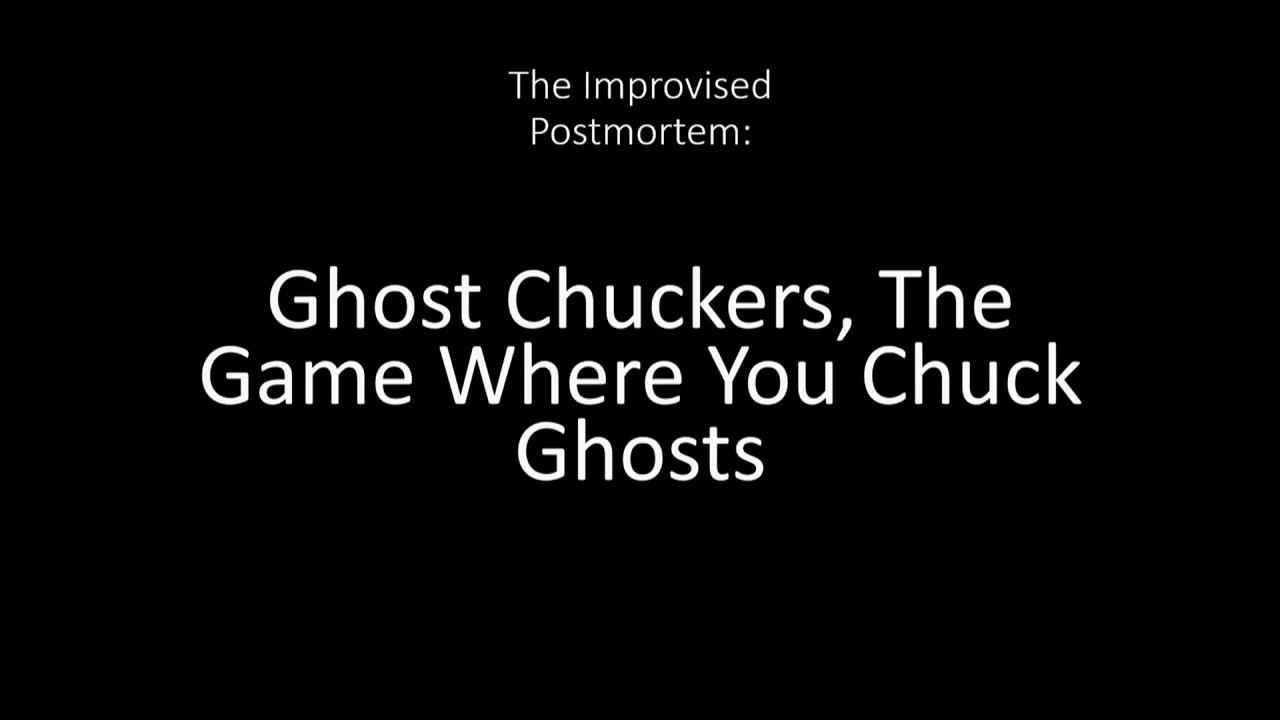 The Improvised
Postmortem:
Ghost Chuckers, The
Game Where You Chuck
Ghosts